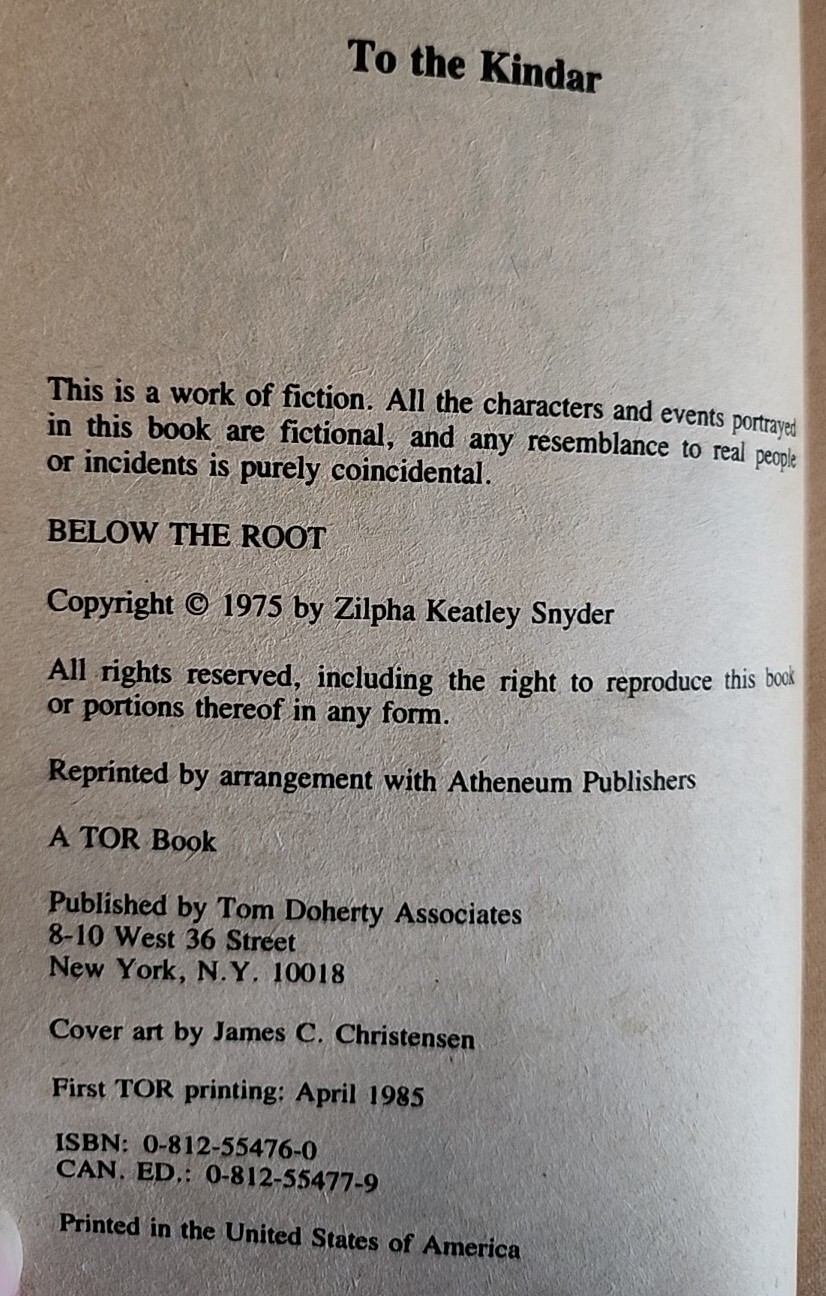 To the Kindar
This is a work of fiction. All the characters and events portrayed
in this book are fictional, and any resemblance to real people
or incidents is purely coincidental.
BELOW THE ROOT
Copyright © 1975 by Zilpha Keatley Snyder
All rights reserved, including the right to reproduce this book
or portions thereof in any form.
Reprinted by arrangement with Atheneum Publishers
A TOR Book
Published by Tom Doherty Associates
8-10 West 36 Street
New York, N.Y. 10018
Cover art by James C. Christensen
First TOR printing: April 1985
ISBN: 0-812-55476-0
CAN. ED.: 0-812-55477-9
Printed in the United States of America